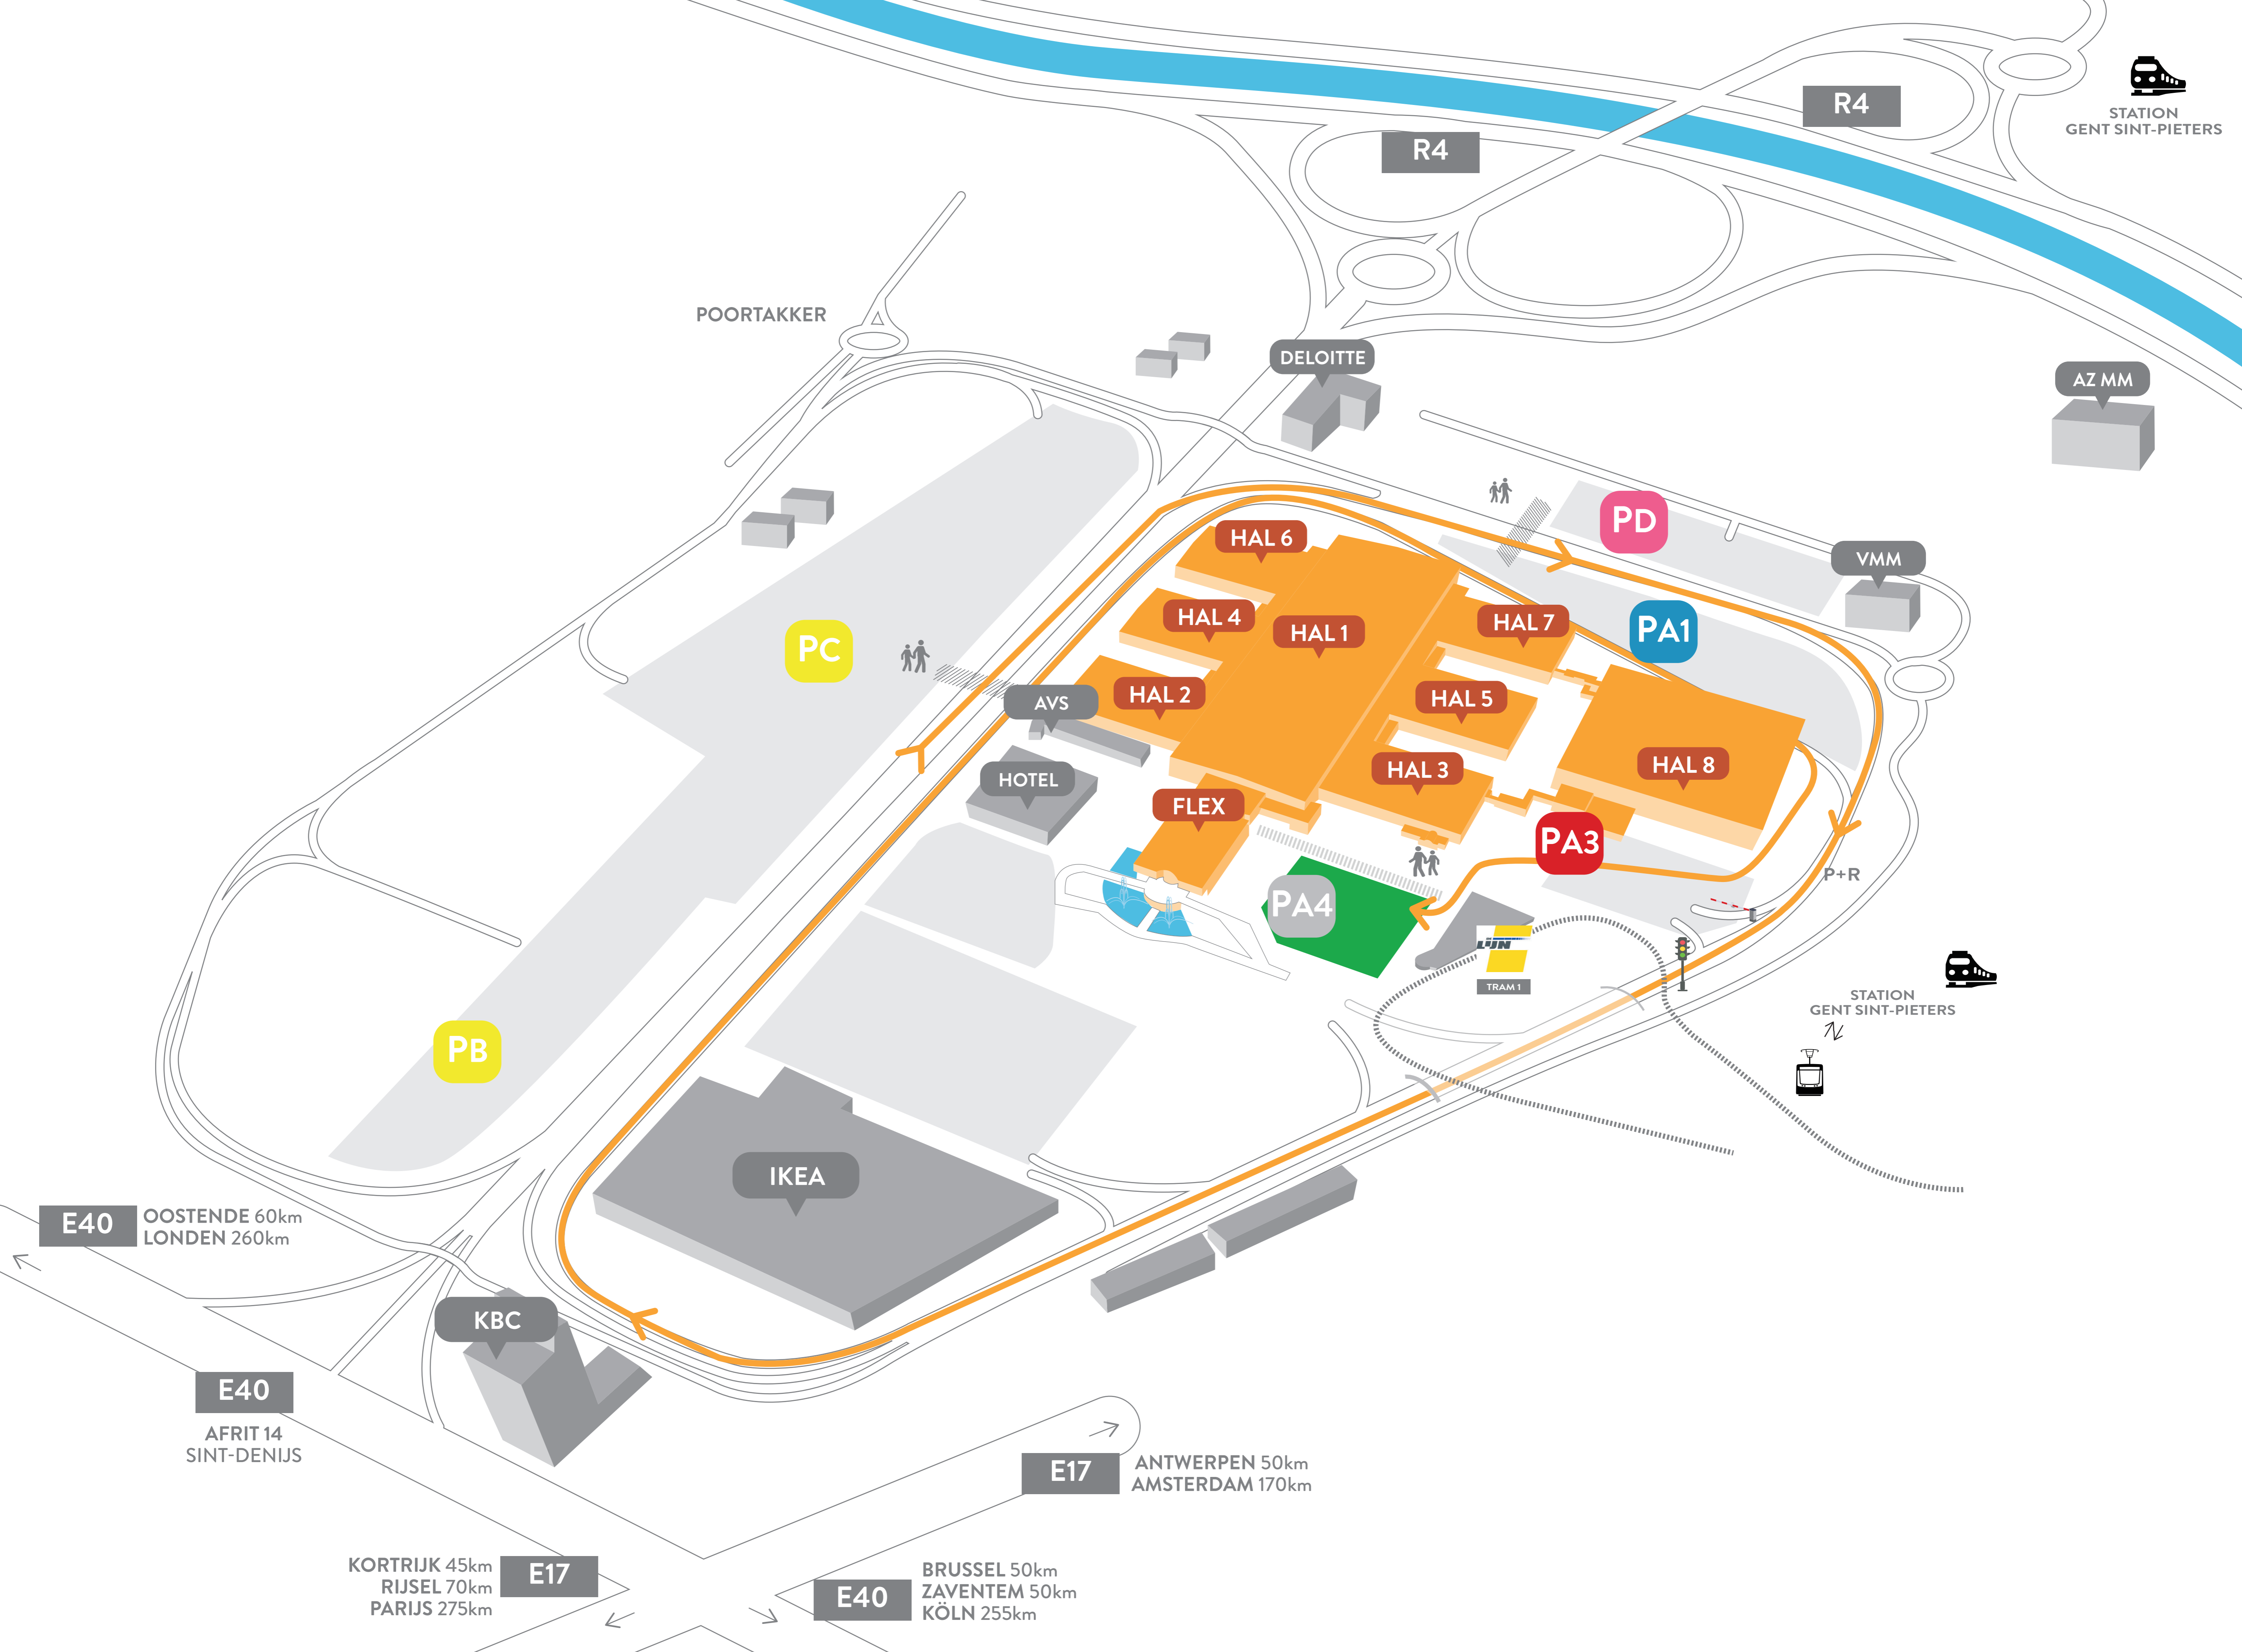 STATION
GENT SINT-PIETERS
R4
R4
POORTAKKER
DELOITTE
AZ MM
PD
HAL 6
VMM
HAL 4
HAL 1
HAL 7
PA1
PC
HAL 2
AVS
HAL 5
HOTEL
HAL 3
HAL 8
FLEX
PA3
P+R
PA4
LIJN
TRAM 1
STATION
GENT SINT-PIETERS
PB
IKEA
E40
OOSTENDE 60km
LONDEN 260km
KBC
E40
AFRIT 14
SINT-DENIJS
E17
ANTWERPEN 50km
AMSTERDAM 170km
KORTRIJK 45km
RIJSEL 70km
PARIJS 275km
E17
E40
BRUSSEL 50km
ZAVENTEM 50km
KÖLN 255km